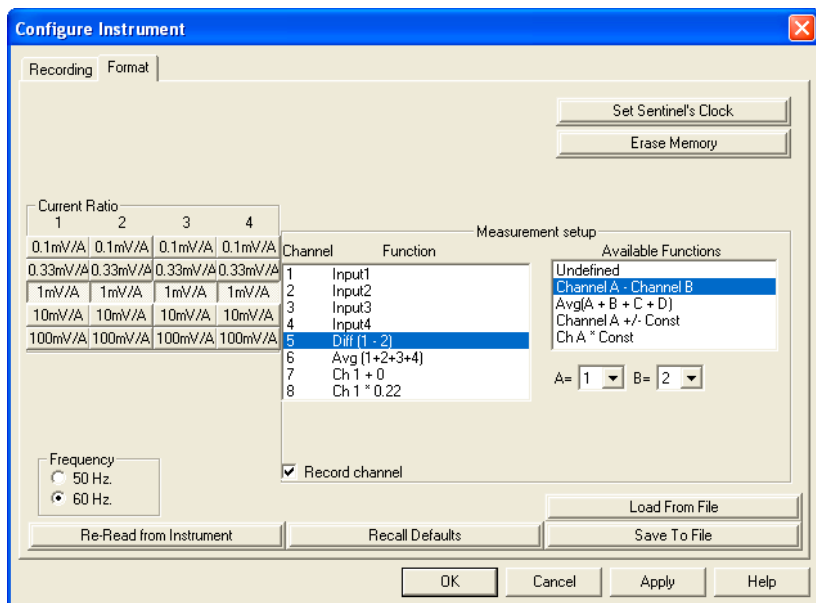 Configure Instrument
Recording Format
Set Sentinel's Clock
Erase Memory
Current Ratio
1 2 3 4
0.1mV/A 0.1mV/A 0.1mV/A 0.1mV/A
0.33mV/A 0.33mV/A 0.33mV/A 0.33mV/A
1mV/A 1mV/A 1mV/A 1mV/A
10mV/A 10mV/A 10mV/A 10mV/A
100mV/A 100mV/A 100mV/A 100mV/A
Measurement setup
Channel Function
1 Input1
2 Input2
3 Input3
4 Input4
5 Diff (1 - 2)
6 Avg (1+2+3+4)
7 Ch 1 + 0
8 Ch 1 * 0.22
Available Functions
Undefined
Channel A - Channel B
Avg(A + B + C + D)
Channel A +/- Const
Ch A * Const
A= 1 B= 2
Record channel
Frequency
50 Hz.
60 Hz.
Load From File
Re-Read from Instrument Recall Defaults Save To File
OK Cancel Apply Help